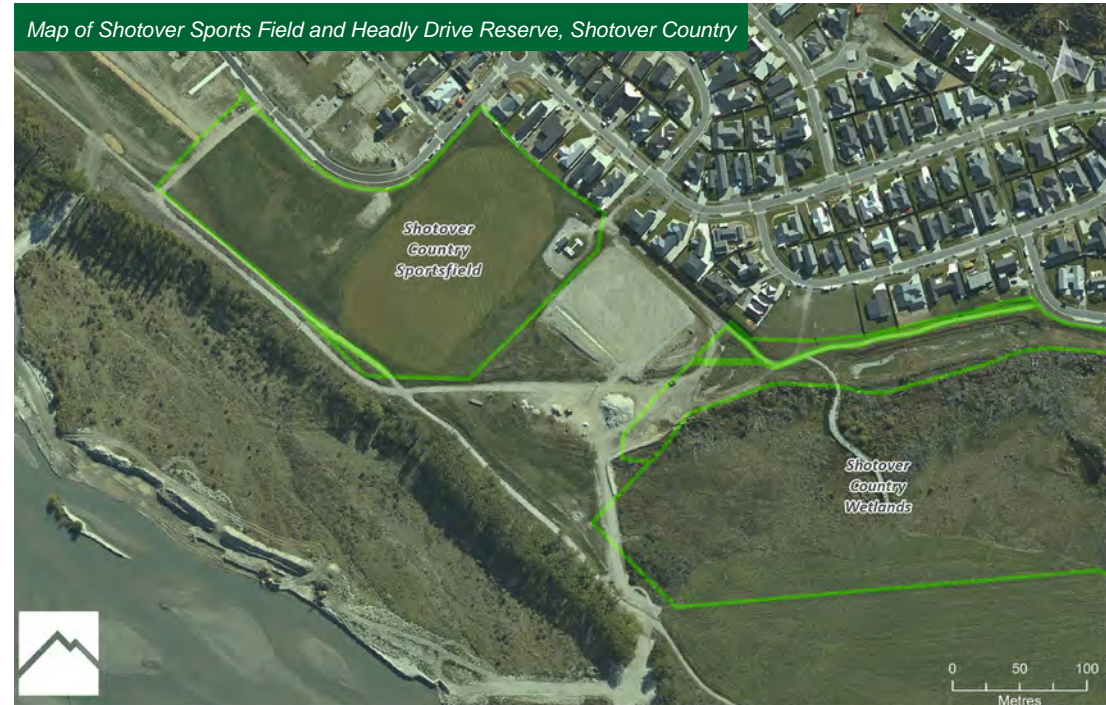 Map of Shotover Sports Field and Headly Drive Reserve, Shotover Country
N
Shotover
Country
Sportsfield
Shotover
Country
Wetlands
0 50 100
Metres